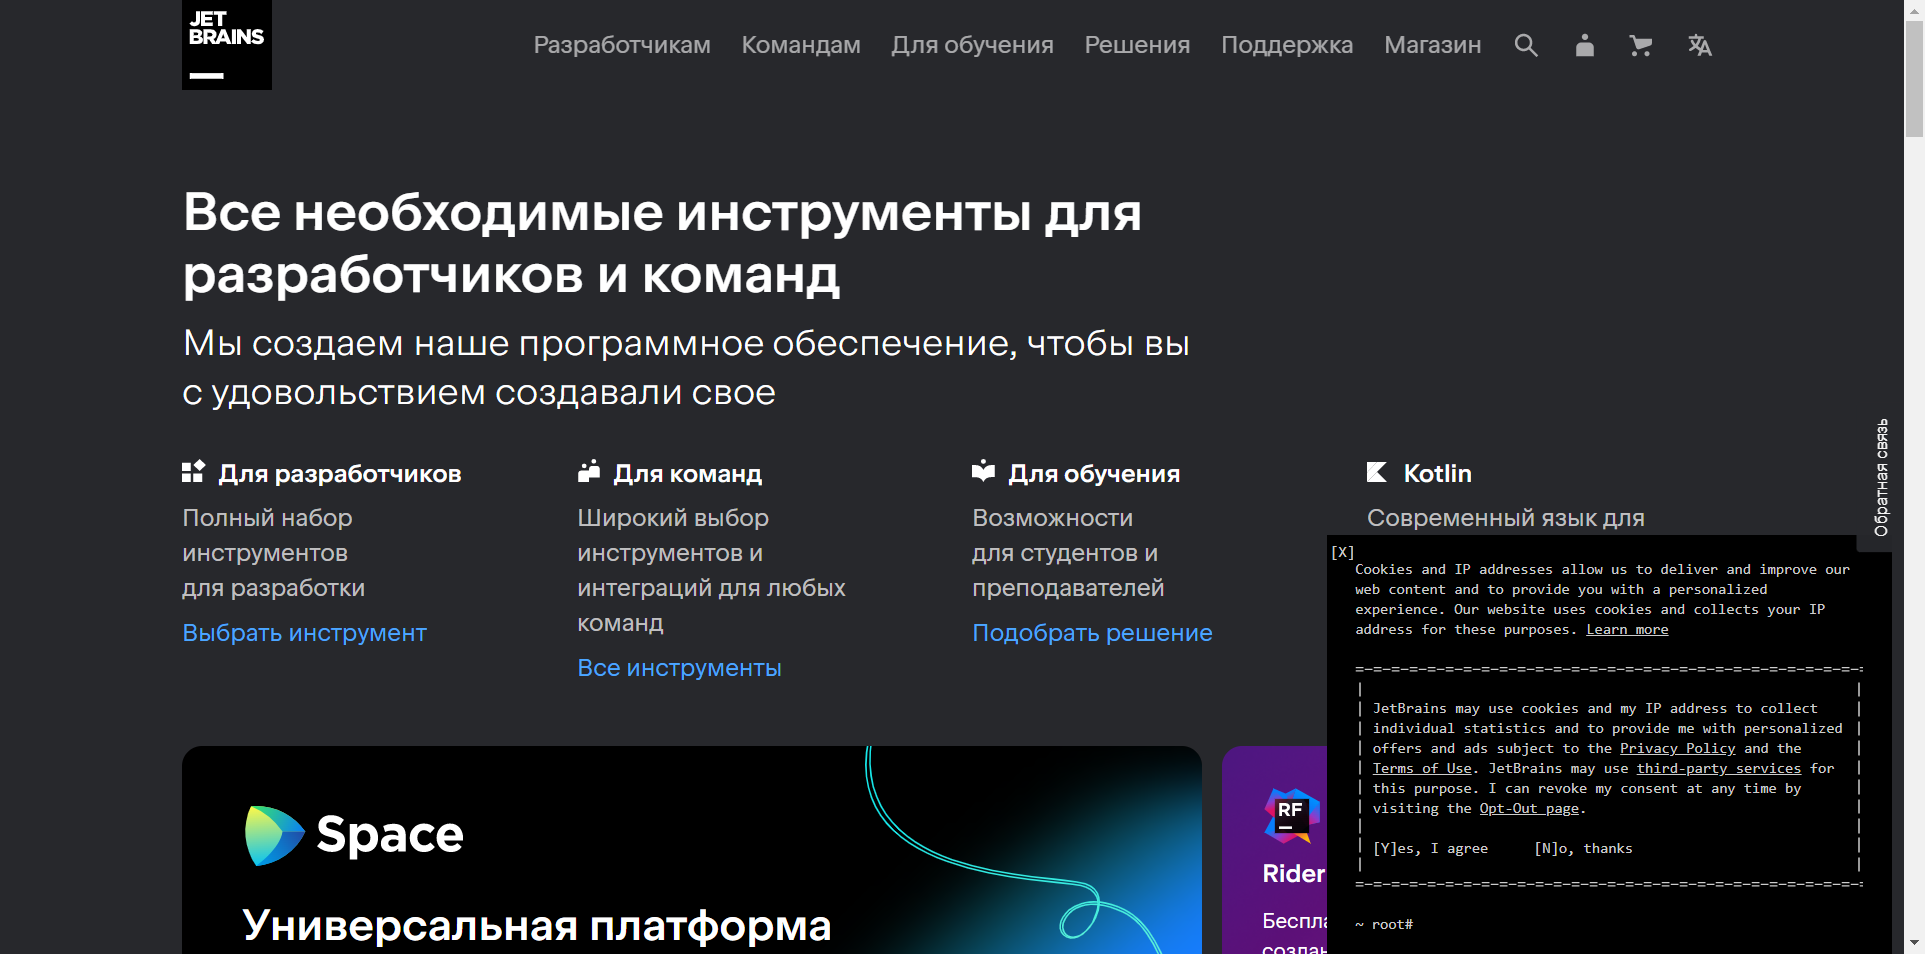 JET
BRAINS
Разработчикам Командам Для обучения Решения Поддержка Магазин
Все необходимые инструменты для
разработчиков и команд
Мы создаем наше программное обеспечение, чтобы вы
с удовольствием создавали свое
Для разработчиков
Полный набор
инструментов
для разработки
Выбрать инструмент
Для команд
Широкий выбор
инструментов и
интеграций для любых
команд
Все инструменты
Для обучения
Возможности
для студентов и
преподавателей
Подобрать решение
Kotlin
Современный язык для
Обратная связь
Space
Универсальная платформа
RF
Rider
[X]
Cookies and IP addresses allow us to deliver and improve our
web content and to provide you with a personalized
experience. Our website uses cookies and collects your IP
address for these purposes. Learn more
JetBrains may use cookies and my IP address to collect
individual statistics and to provide me with personalized
offers and ads subject to the Privacy Policy and the
Terms of Use. JetBrains may use third-party services for
this purpose. I can revoke my consent at any time by
visiting the Opt-Out page.
[Y]es, I agree [N]o, thanks
~ root#